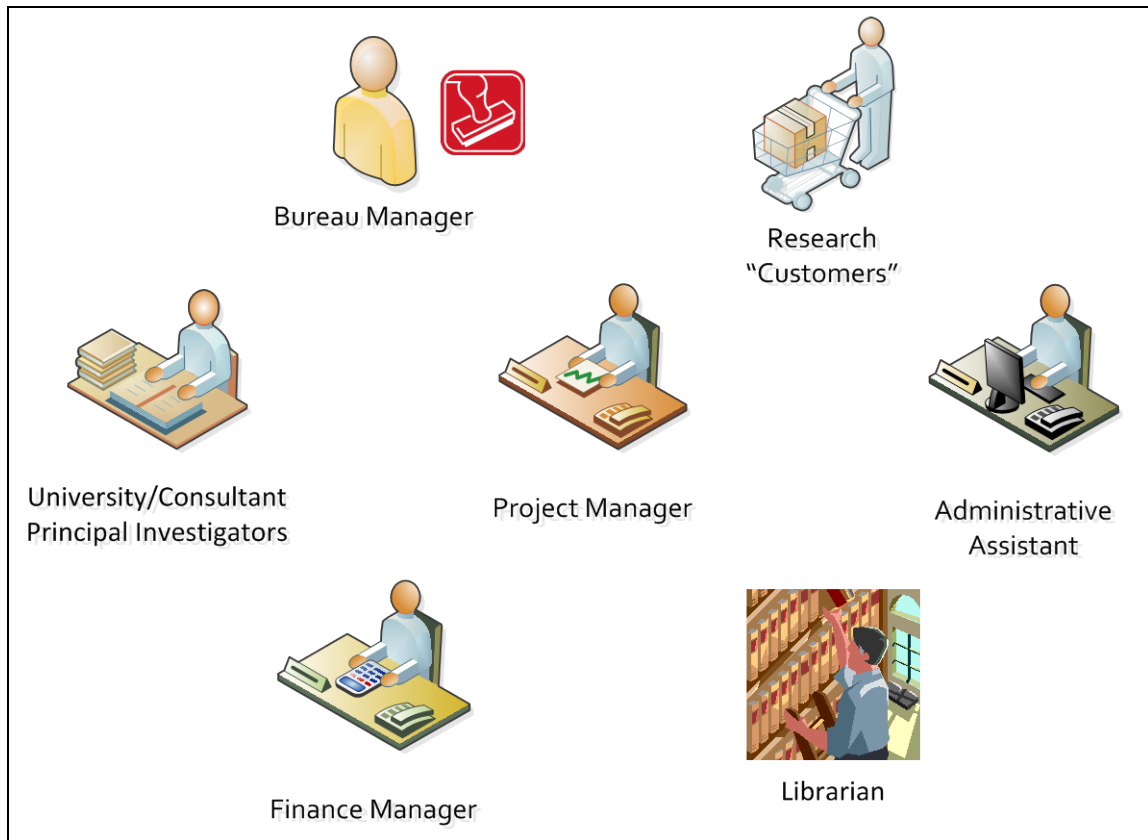 Bureau Manager
Research
“Customers”
University/Consultant
Principal Investigators
Project Manager
Administrative
Assistant
Finance Manager
Librarian